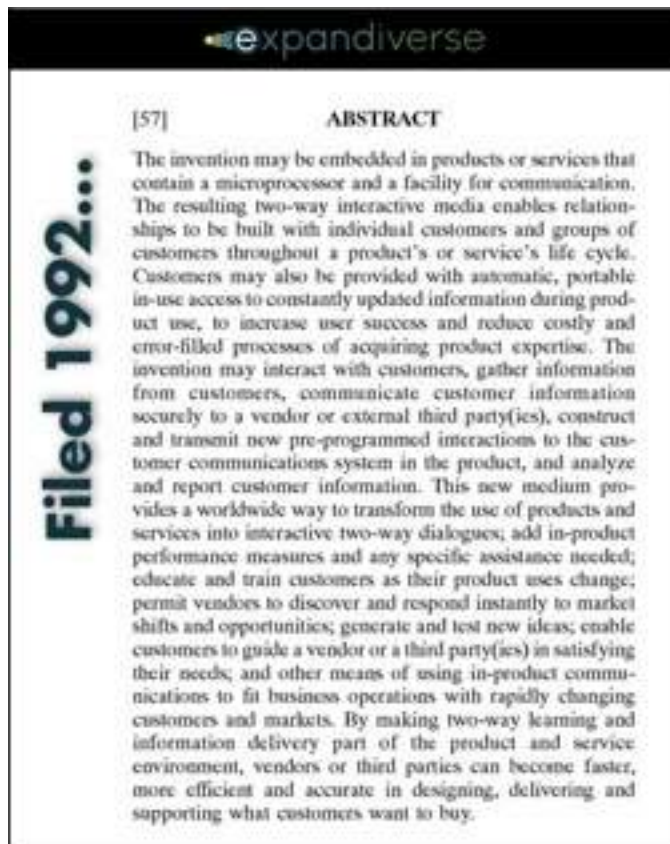 expandiverse
Filed 1992...
[57] ABSTRACT
The invention may be embedded in products or services that
contain a microprocessor and a facility for communication.
The resulting two-way interactive media enables relation-
ships to be built with individual customers and groups of
customers throughout a product's or service's life cycle.
Customers may also be provided with automatic, portable
in-use access to constantly updated information during prod-
uct use, to increase user success and reduce costly and
error-filled processes of acquiring product expertise. The
invention may interact with customers, gather information
from customers, communicate customer information
securely to a vendor or external third party(ies), construct
and transmit new pre-programmed interactions to the cus-
tomer communications system in the product, and analyze
and report customer information. This new medium pro-
vides a worldwide way to transform the use of products and
services into interactive two-way dialogues; add in-product
performance measures and any specific assistance needed;
educate and train customers as their product uses change;
permit vendors to discover and respond instantly to market
shifts and opportunities; generate and test new ideas; enable
customers to guide a vendor or a third party(ies) in satisfying
their needs; and other means of using in-product commu-
nications to fit business operations with rapidly changing
customers and markets. By making two-way learning and
information delivery part of the product and service
environment, vendors or third parties can become faster,
more efficient and accurate in designing, delivering and
supporting what customers want to buy.